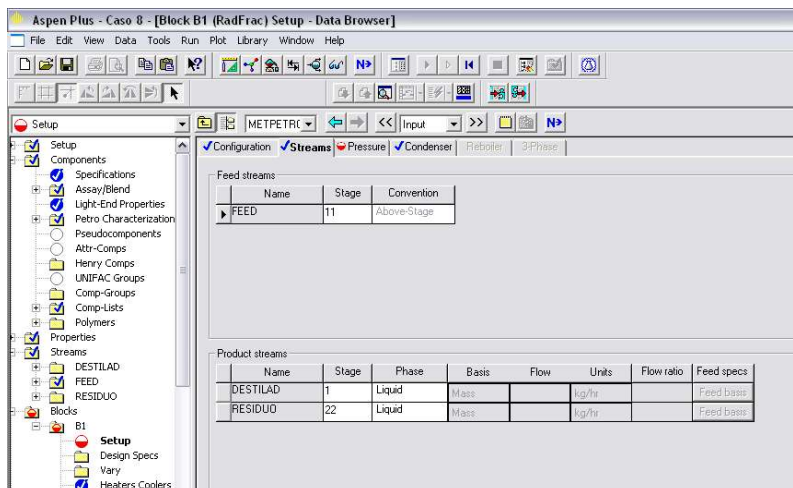 Aspen Plus - Caso 8 - [Block B1 (RadFrac) Setup - Data Browser]
File Edit View Data Tools Run Plot Library Window Help
N>
Setup METPETR Input N>
Setup
Components
Specifications
Assay/Blend
Light-End Properties
Petro Characterization
Pseudocomponents
Attr-Comps
Henry Comps
UNIFAC Groups
Comp-Groups
Comp-Lists
Polymers
Properties
Streams
DESTILAD
FEED
RESIDUO
Blocks
B1
Setup
Design Specs
Vary
Heaters Coolers
Configuration Streams Pressure Condenser Reboiler 3-Phase
Feed streams
Name Stage Convention
FEED 11 Above-Stage
Product streams
Name Stage Phase Basis Flow Units Flow ratio Feed specs
DESTILAD 1 Liquid Mass kg/hr Feed basis
RESIDUO 22 Liquid Mass kg/hr Feed basis